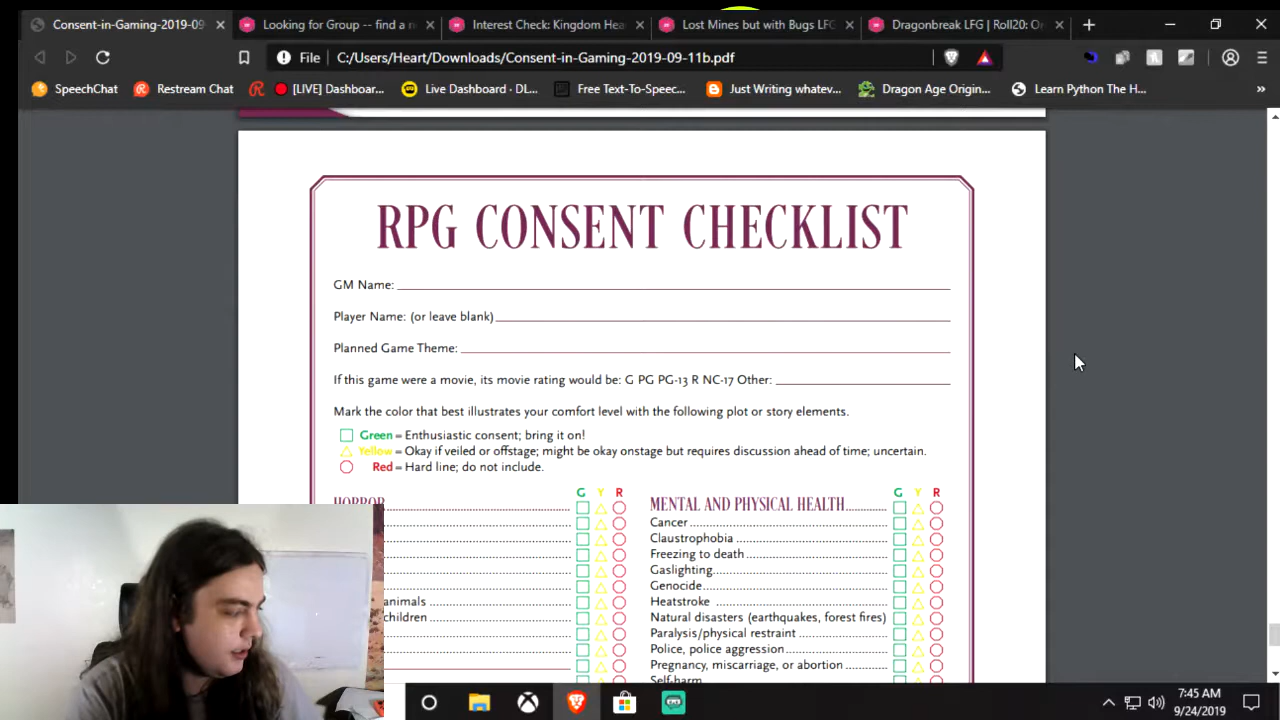 Consent-in-Gaming-2019-09-
Looking for Group -- find a n
Interest Check: Kingdom Hea
Lost Mines but with Bugs LFG
Dragonbreak LFG | Roll20: O
File
C:/Users/Heart/Downloads/Consent-in-Gaming-2019-09-11b.pdf
SpeechChat
Restream Chat
[LIVE] Dashboar...
Live Dashboard - DL...
Free Text-To-Speec...
Just Writing whatev...
Dragon Age Origin...
Learn Python The H...
»
RPG CONSENT CHECKLIST
GM Name:
Player Name: (or leave blank)
Planned Game Theme:
If this game were a movie, its movie rating would be: G PG PG-13 R NC-17 Other:
Mark the color that best illustrates your comfort level with the following plot or story elements.
Green = Enthusiastic consent; bring it on!
Yellow = Okay if veiled or offstage; might be okay onstage but requires discussion ahead of time; uncertain.
Red = Hard line; do not include.
G Y R
HORROR
animals
children
G Y R
MENTAL AND PHYSICAL HEALTH
Cancer
Claustrophobia
Freezing to death
Gaslighting
Genocide
Heatstroke
Natural disasters (earthquakes, forest fires)
Paralysis/physical restraint
Police, police aggression
Pregnancy, miscarriage, or abortion
Self-harm
7:45 AM
9/24/2019